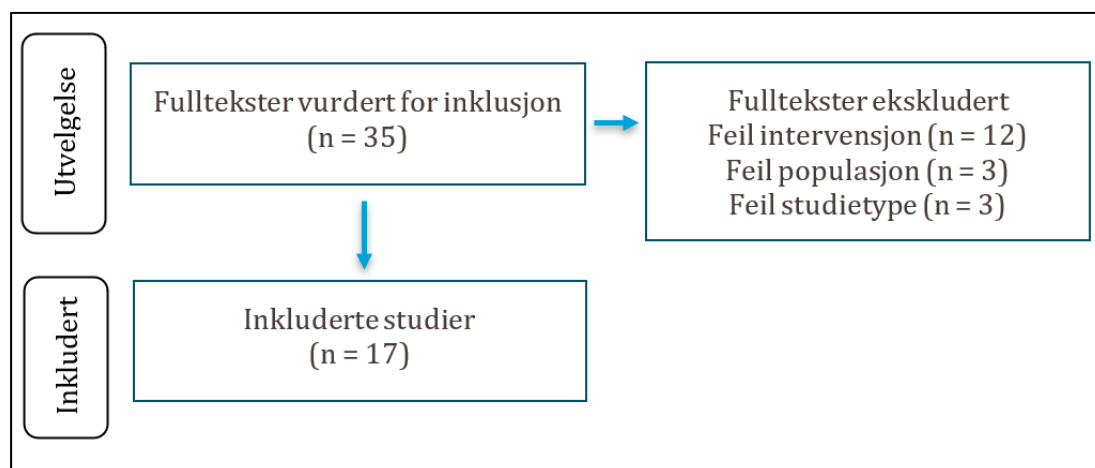 Utvelgelse
Fulltekster vurdert for inklusjon
(n = 35)
Fulltekster ekskludert
Feil intervensjon (n = 12)
Feil populasjon (n = 3)
Feil studietype (n = 3)
Inkludert
Inkluderte studier
(n = 17)